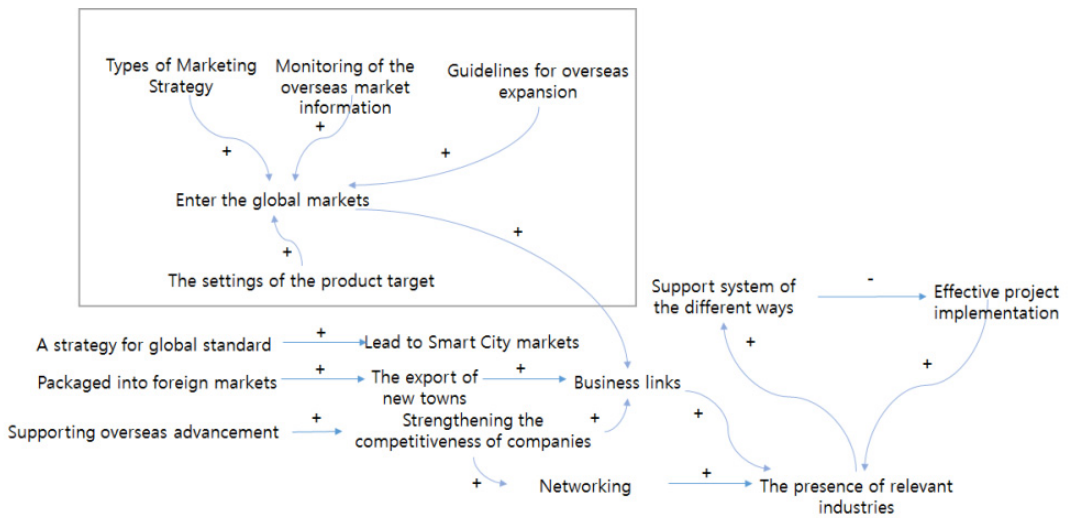 Types of Marketing
Strategy
Monitoring of the
overseas market
information
Guidelines for overseas
expansion
+
+
+
Enter the global markets
+
+
The settings of the product target
Support system of
the different ways
-
Effective project
implementation
A strategy for global standard
+
Lead to Smart City markets
+
+
Packaged into foreign markets
+
The export of
new towns
+
Business links
Supporting overseas advancement
+
Strengthening the
competitiveness of companies
+
+
+
Networking
+
The presence of relevant
industries